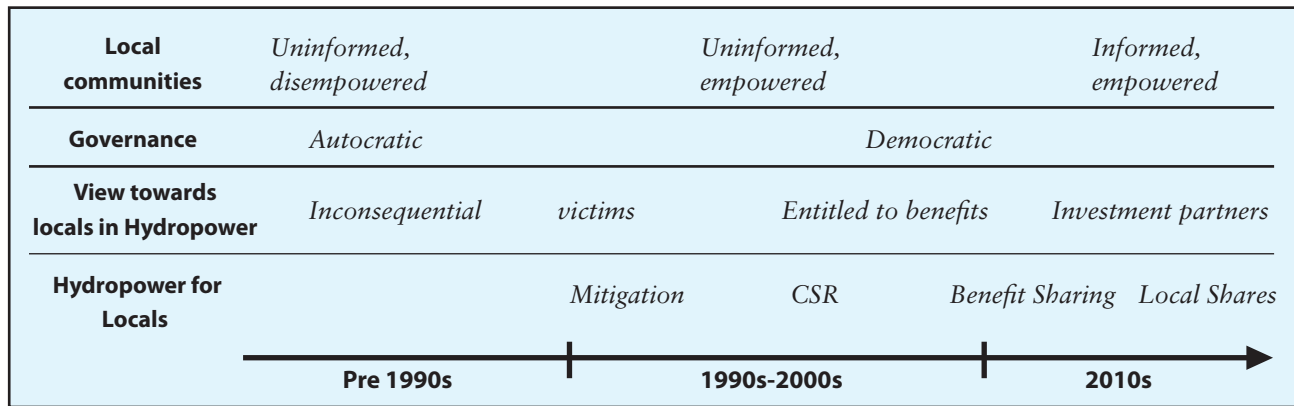 Local
communities
Uninformed,
disempowered
Uninformed,
empowered
Informed,
empowered
Governance
Autocratic
Democratic
View towards
locals in Hydropower
Inconsequential
victims
Entitled to benefits
Investment partners
Hydropower for
Locals
Mitigation
CSR
Benefit Sharing
Local Shares
Pre 1990s
1990s-2000s
2010s